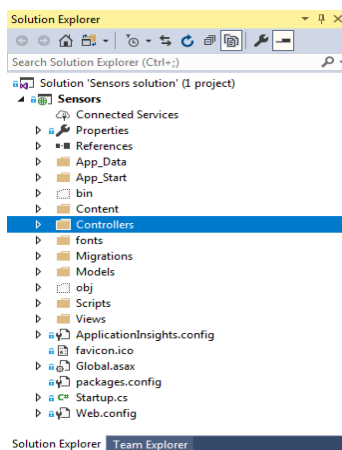 Solution Explorer
Search Solution Explorer (Ctrl+;)
Solution 'Sensors solution' (1 project)
Sensors
Connected Services
Properties
References
App_Data
App_Start
bin
Content
Controllers
fonts
Migrations
Models
obj
Scripts
Views
ApplicationInsights.config
favicon.ico
Global.asax
packages.config
C# Startup.cs
Web.config
Solution Explorer Team Explorer